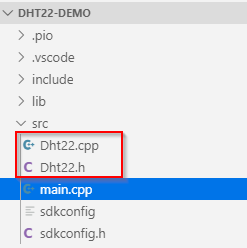 DHT22-DEMO
.pio
.vscode
include
lib
src
Dht22.cpp
Dht22.h
main.cpp
sdkconfig
sdkconfig.h